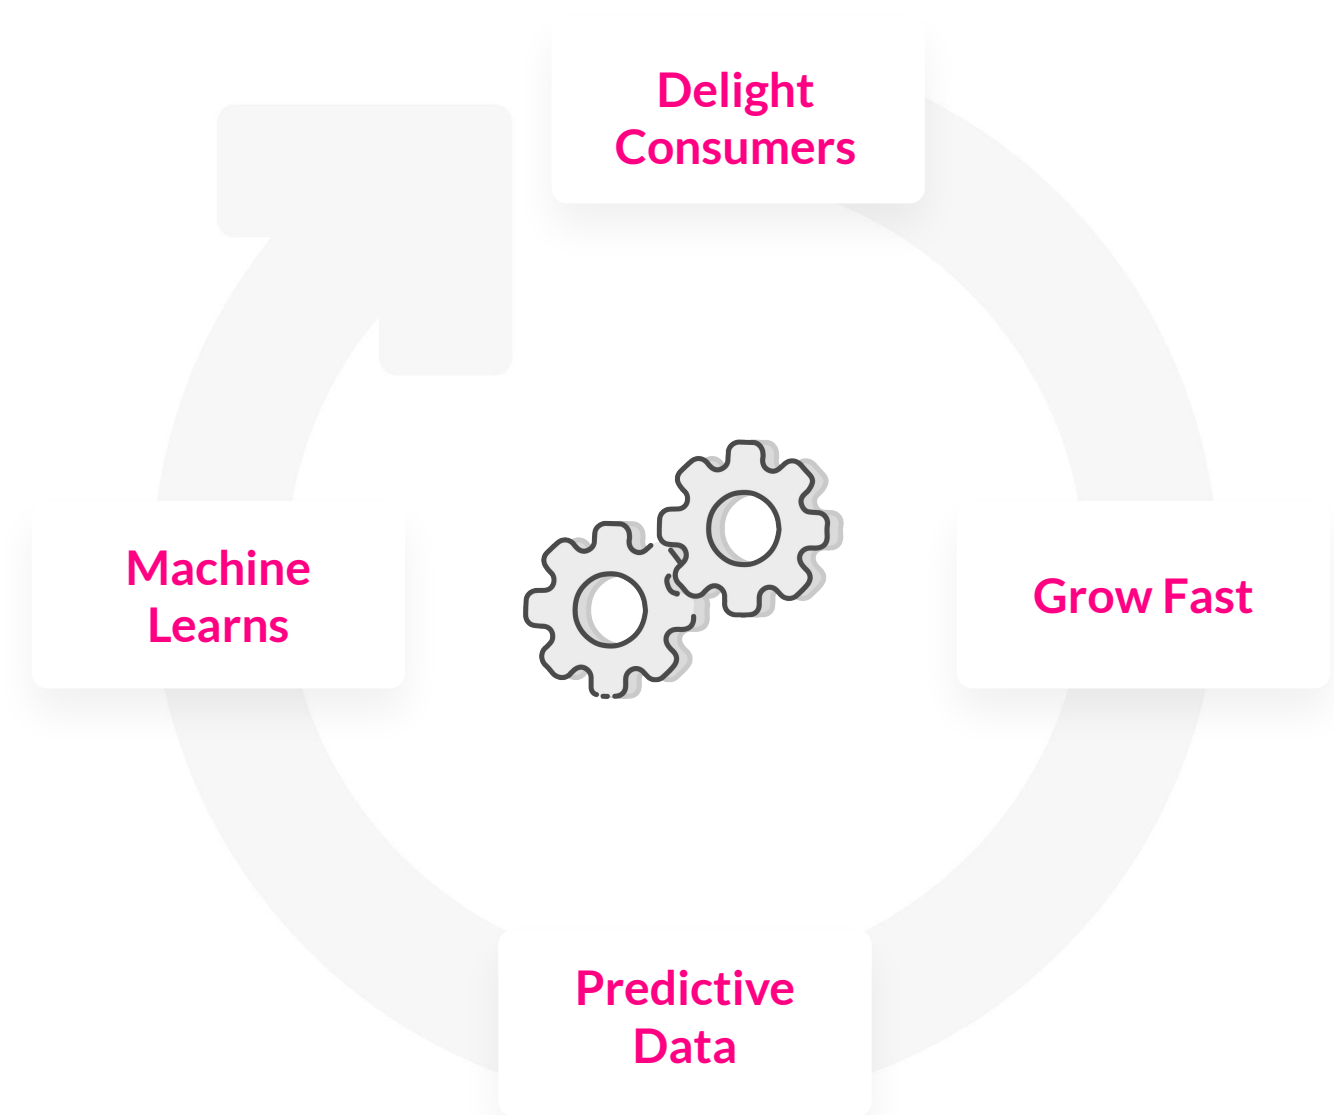 Delight
Consumers
Machine
Learns
Grow Fast
Predictive
Data